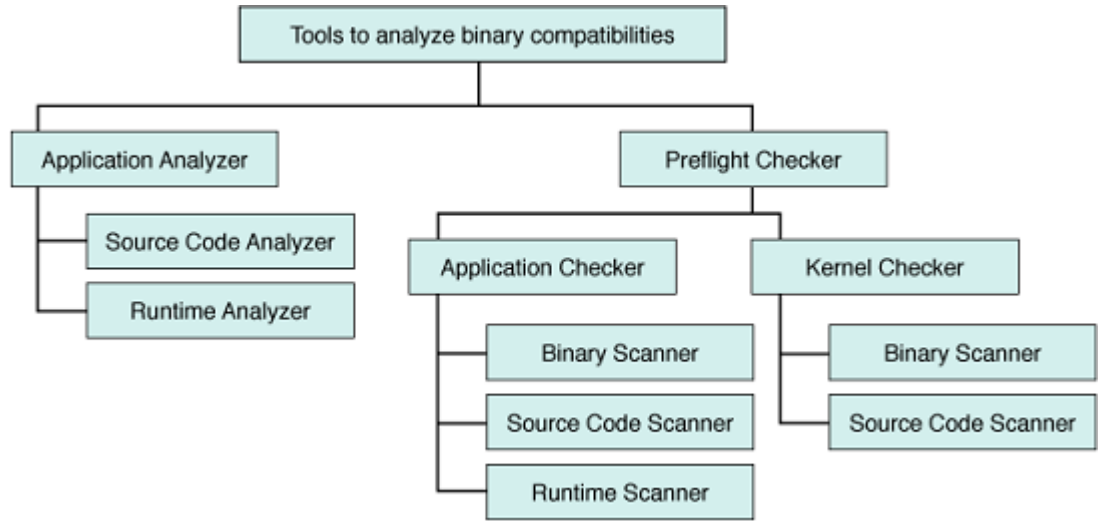 Tools to analyze binary compatibilities
Application Analyzer
Source Code Analyzer
Runtime Analyzer
Preflight Checker
Application Checker
Binary Scanner
Source Code Scanner
Runtime Scanner
Kernel Checker
Binary Scanner
Source Code Scanner